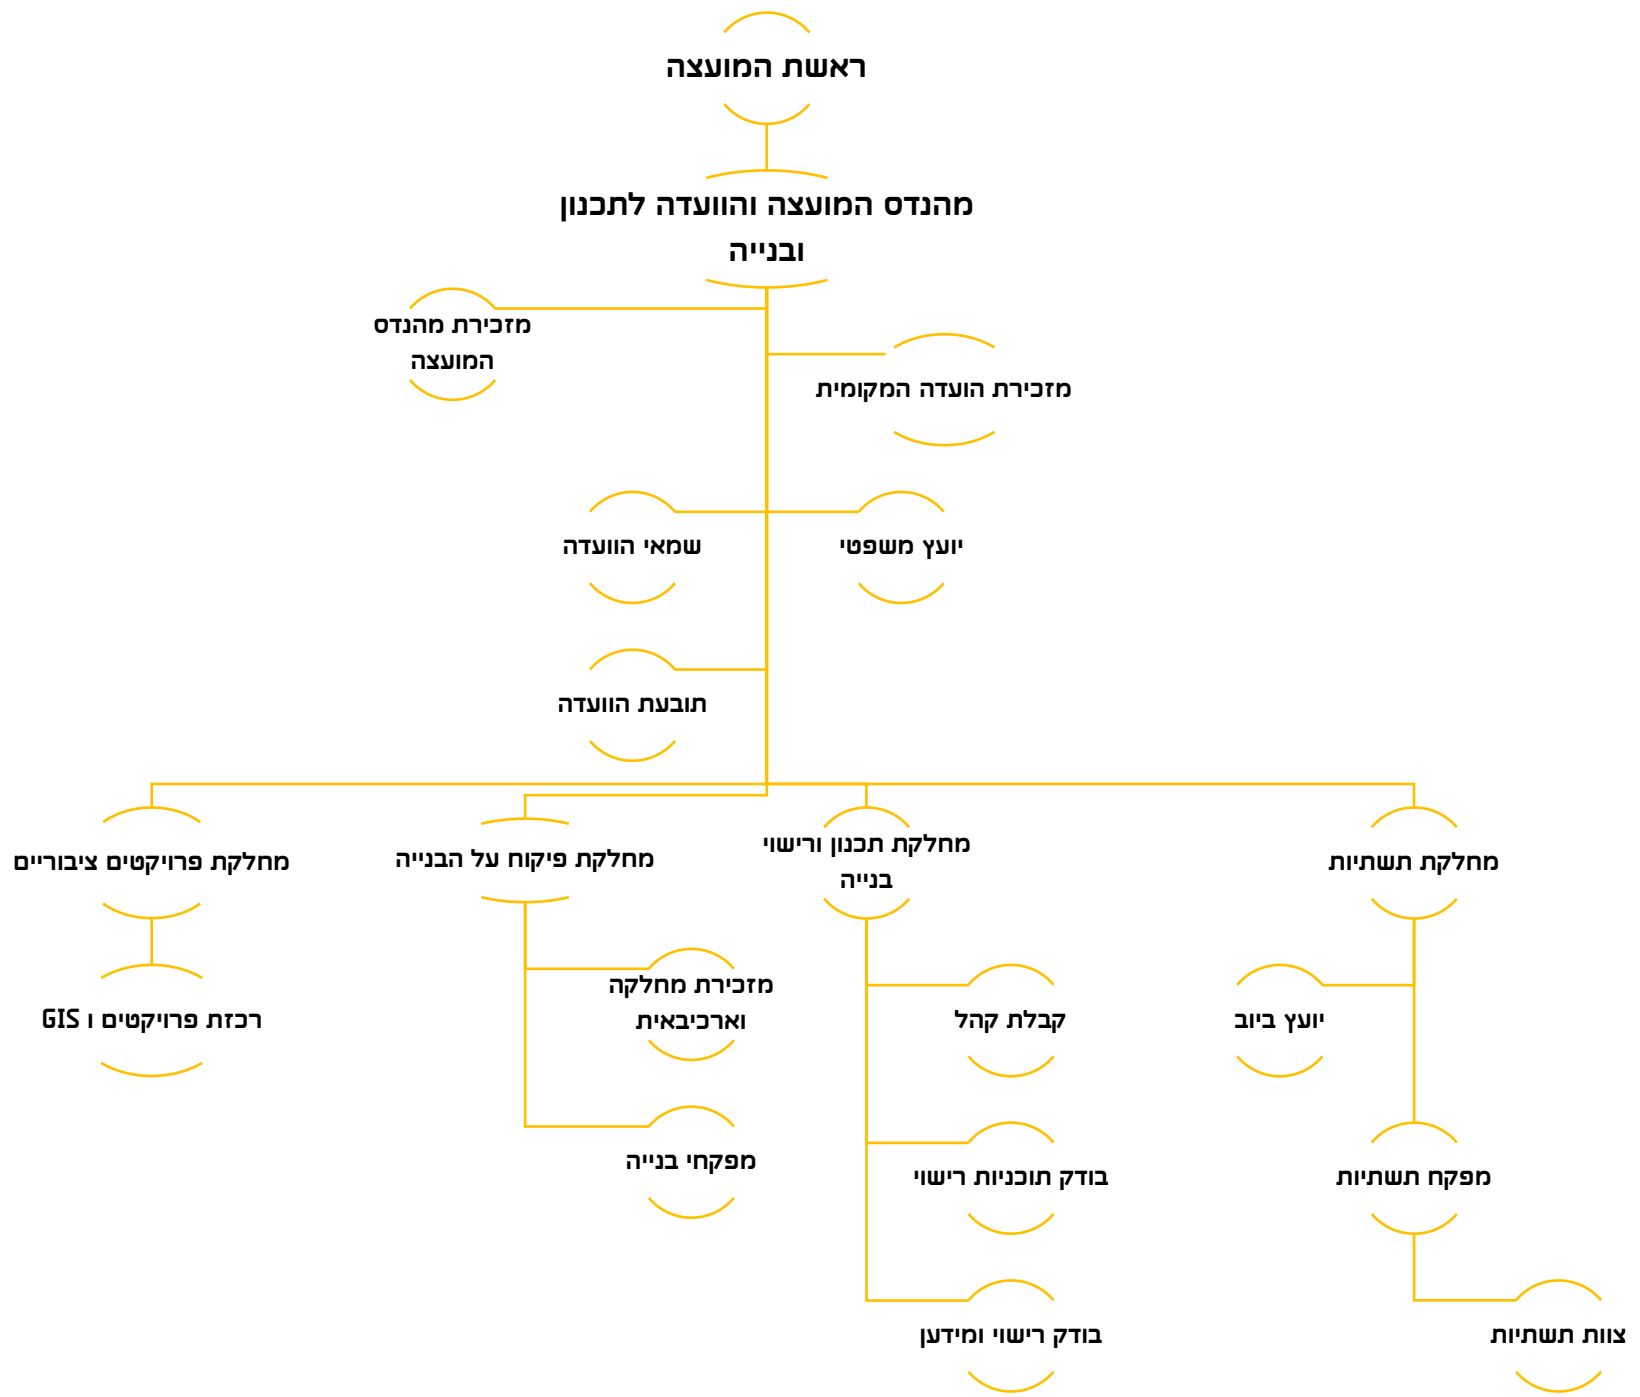 ראשת המועצה
מהנדס המועצה והוועדה לתכנון
ובנייה
מזכירת מהנדס
המועצה
מזכירת הועדה המקומית
יועץ משפטי
שמאי הוועדה
תובעת הוועדה
מחלקת תשתיות
מחלקת תכנון ורישוי
בנייה
מחלקת פיקוח על הבנייה
מחלקת פרויקטים ציבוריים
יועץ ביוב
קבלת קהל
מזכירת מחלקה
וארכיבאית
רכזת פרויקטים ו GIS
מפקח תשתיות
בודק תוכניות רישוי
מפקחי בנייה
צוות תשתיות
בודק רישוי ומידען